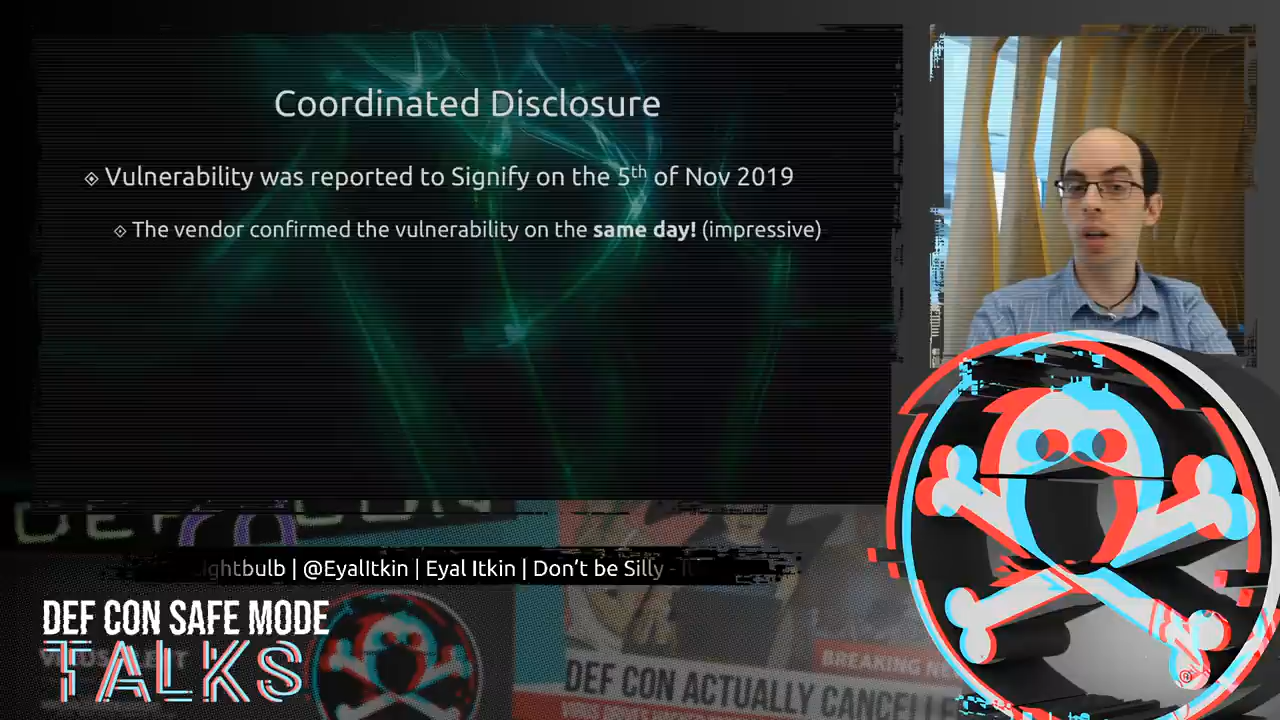 Coordinated Disclosure
Vulnerability was reported to Signify on the 5th of Nov 2019
The vendor confirmed the vulnerability on the same day! (impressive)
DEF CON
ghtbulb | @EyalItkin | Eyal Itkin | Don't be Silly -
DEF CON SAFE MODE
TALKS
BREAKING NE
DEF CON ACTUALLY CANCELLE
®